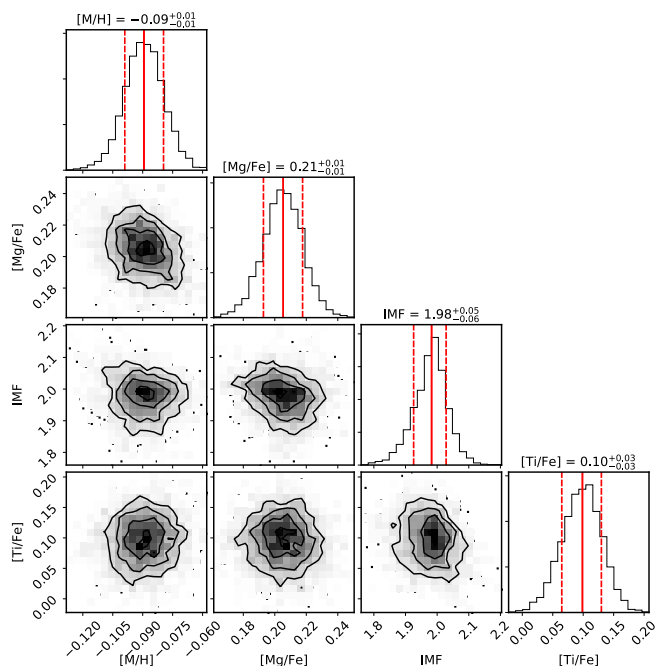 [M/H] = −0.09+0.01−0.01
[Mg/Fe] = 0.21+0.01−0.01
0.24
0.22
0.20
0.18
[Mg/Fe]
IMF = 1.98+0.05−0.06
2.2
2.1
2.0
1.9
1.8
IMF
[Ti/Fe] = 0.10+0.03−0.03
0.20
0.15
0.10
0.05
0.00
[Ti/Fe]
−0.120 −0.105 −0.090 −0.075 −0.060
0.20 0.22 0.24
1.8 1.9 2.0 2.1 2.2
0.00 0.05 0.10 0.15 0.20
[M/H] [Mg/Fe] IMF [Ti/Fe]